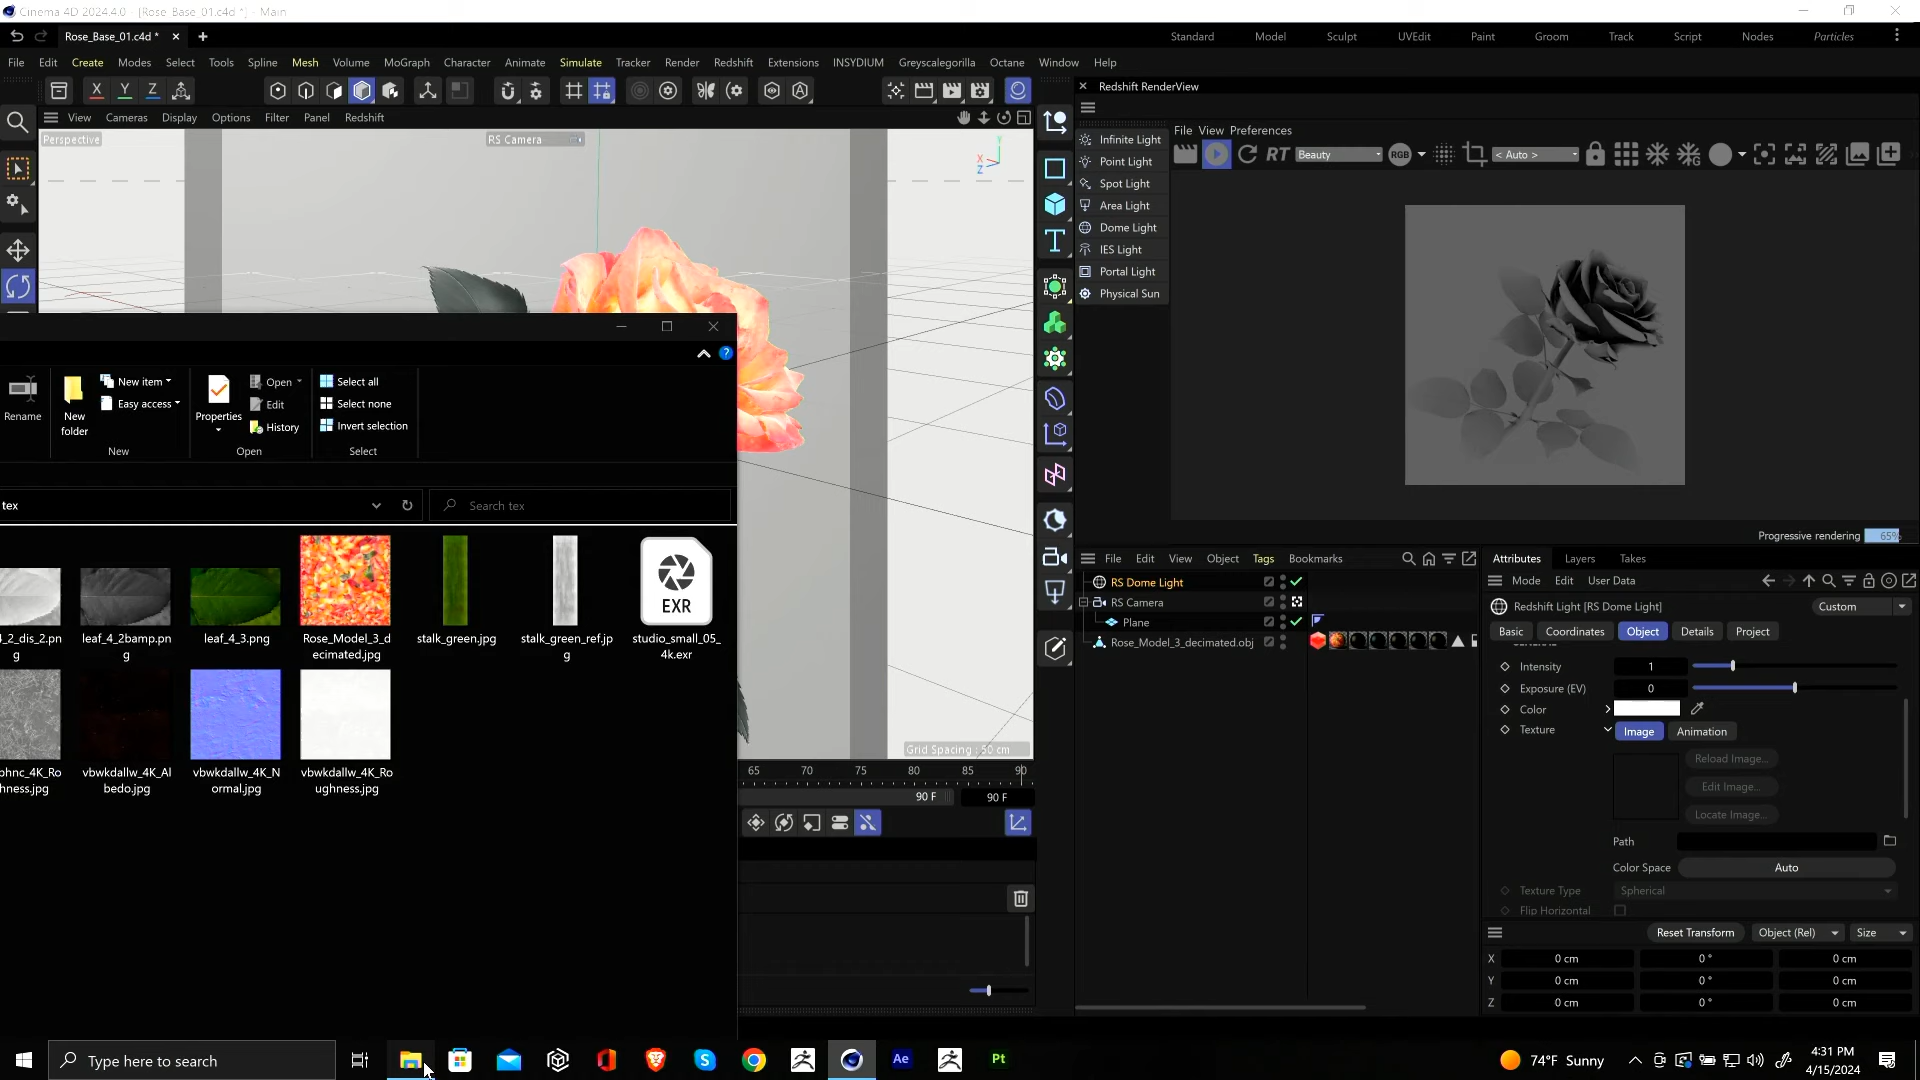 Cinema 4D 2024.4.0 - [Rose_Base_01.c4d *] - Main
Rose_Base_01.c4d *
Standard Model Sculpt UVEdit Paint Groom Track Script Nodes Particles
File Edit Create Modes Select Tools Spline Mesh Volume MoGraph Character Animate Simulate Tracker Render Redshift Extensions INSYDIUM Greyscalegorilla Octane Window Help
X Y Z
Redshift RenderView
View Cameras Display Options Filter Panel Redshift
Perspective
RS Camera
Y
X
Z
File View Preferences
RT Beauty RGB < Auto >
Infinite Light
Point Light
Spot Light
Area Light
Dome Light
IES Light
Portal Light
Physical Sun
Rename
New folder
New item
Easy access
New
Properties
Open
Edit
History
Open
Select all
Select none
Invert selection
Select
tex
Search tex
4_2_dis_2.png
leaf_4_2bamp.png
leaf_4_3.png
Rose_Model_3_decimated.jpg
stalk_green.jpg
stalk_green_ref.jpg
EXR
studio_small_05_4k.exr
phnc_4K_Roughness.jpg
vbwkdallw_4K_Albedo.jpg
vbwkdallw_4K_Normal.jpg
vbwkdallw_4K_Roughness.jpg
Grid Spacing : 50 cm
65 70 75 80 85 90
90 F 90 F
Progressive rendering 65%
File Edit View Object Tags Bookmarks
RS Dome Light
RS Camera
Plane
Rose_Model_3_decimated.obj
Attributes Layers Takes
Mode Edit User Data
Redshift Light [RS Dome Light] Custom
Basic Coordinates Object Details Project
Intensity 1
Exposure (EV) 0
Color
Texture Image Animation
Reload Image...
Edit Image...
Locate Image...
Path
Color Space Auto
Texture Type Spherical
Flip Horizontal
Reset Transform Object (Rel) Size
X 0 cm 0 ° 0 cm
Y 0 cm 0 ° 0 cm
Z 0 cm 0 ° 0 cm
Type here to search
Ae
Pt
74°F Sunny
4:31 PM
4/15/2024